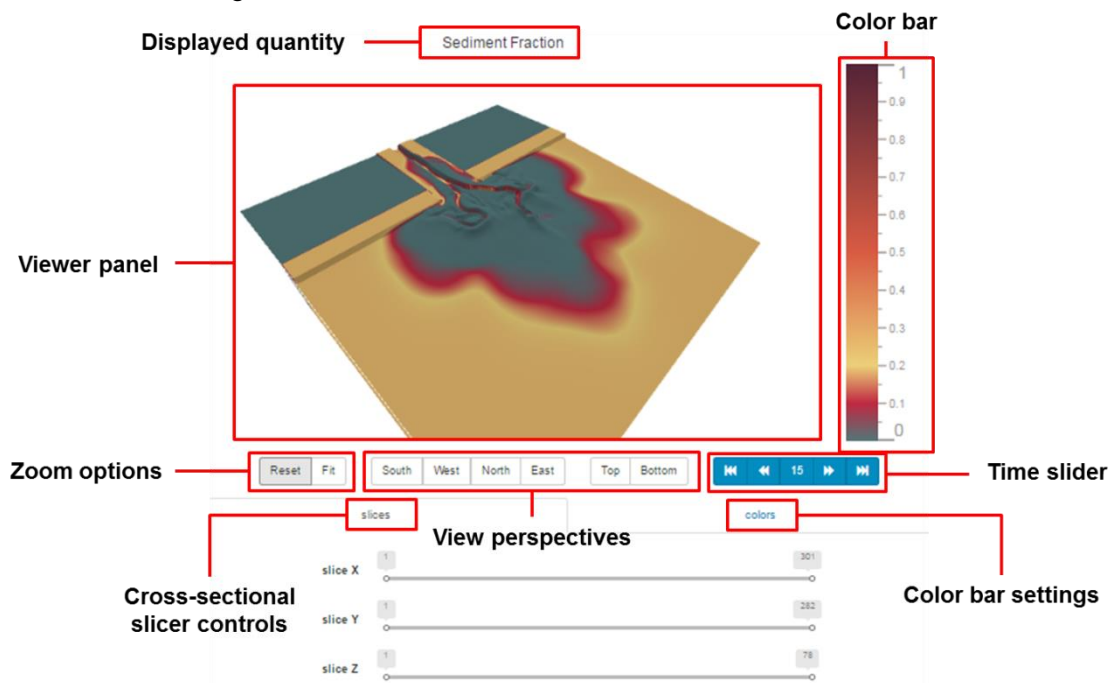 Color bar
Displayed quantity
Sediment Fraction
1
0.9
0.8
0.7
0.6
0.5
0.4
0.3
0.2
0.1
0
Viewer panel
Zoom options
Reset Fit
South West North East
Top Bottom
15
Time slider
slices
colors
View perspectives
Cross-sectional
slicer controls
Color bar settings
slice X
1
301
slice Y
1
282
slice Z
1
78